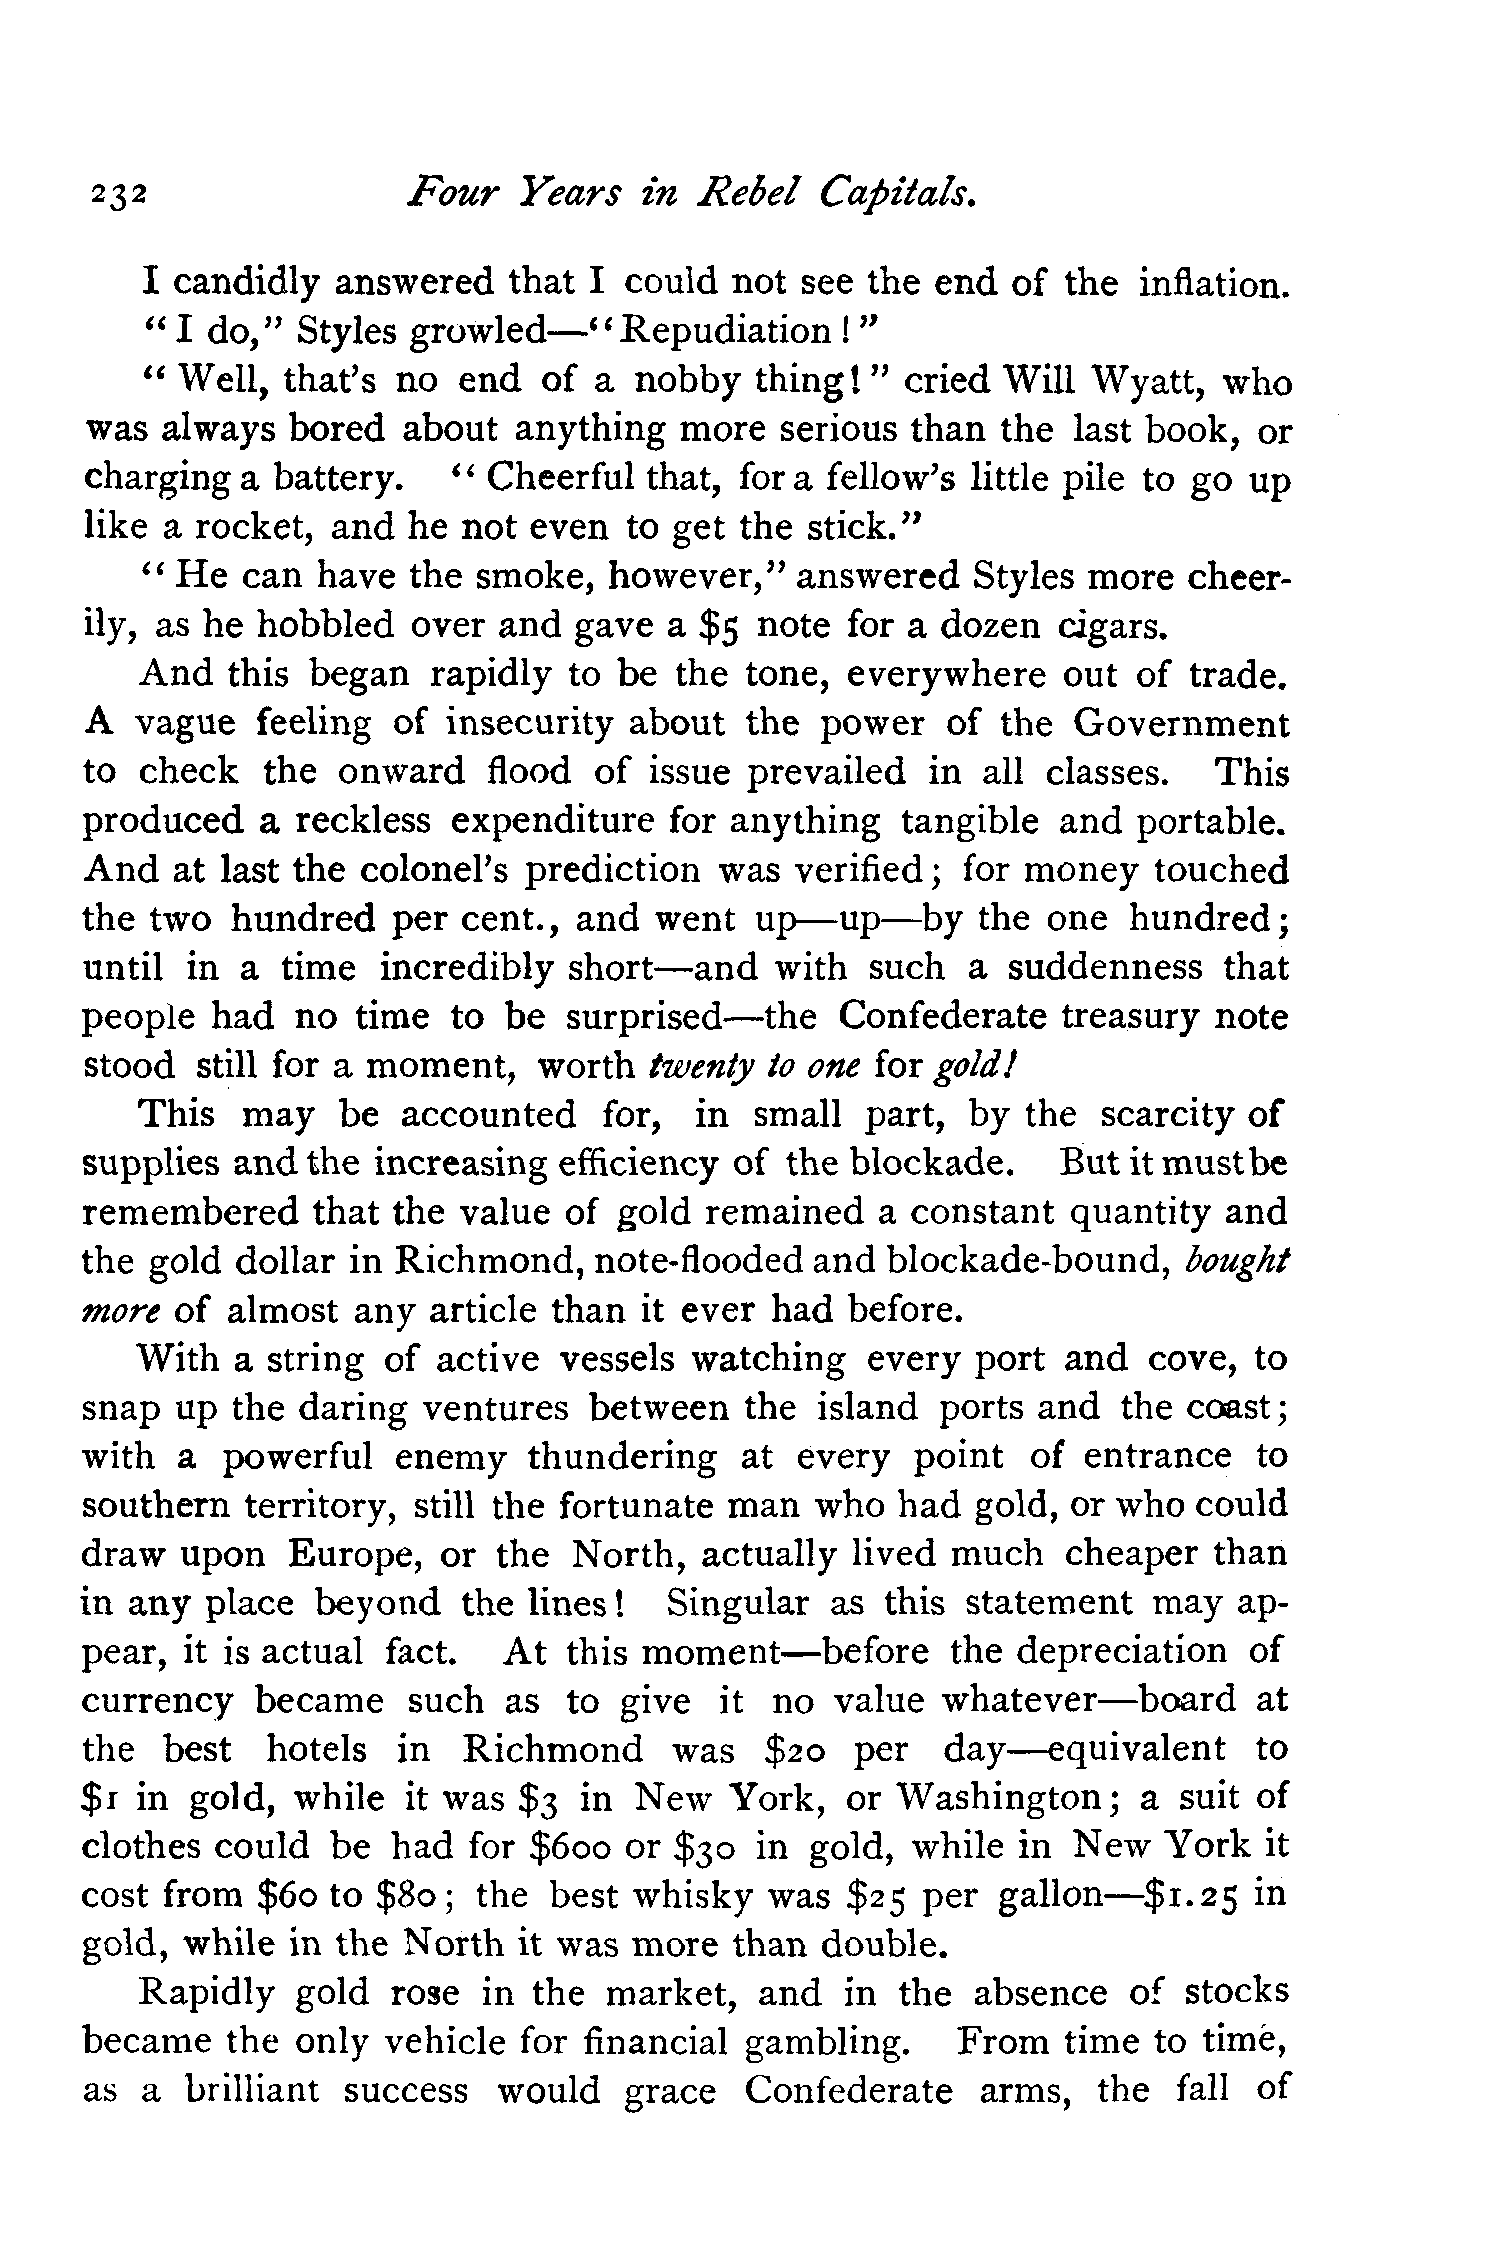 232 Four Years in Rebel Capitals.
I candidly answered that I could not see the end of the inflation.
“ I do,” Styles growled—“Repudiation ! ”
“ Well, that’s no end of a nobby thing! ” cried Will Wyatt, who
was always bored about anything more serious than the last book, or
charging a battery. “ Cheerful that, for a fellow’s little pile to go up
like a rocket, and he not even to get the stick.”
“ He can have the smoke, however,” answered Styles more cheer-
ily, as he hobbled over and gave a $5 note for a dozen cigars.
And this began rapidly to be the tone, everywhere out of trade.
A vague feeling of insecurity about the power of the Government
to check the onward flood of issue prevailed in all classes. This
produced a reckless expenditure for anything tangible and portable.
And at last the colonel’s prediction was verified; for money touched
the two hundred per cent., and went up—up—by the one hundred;
until in a time incredibly short—and with such a suddenness that
people had no time to be surprised—the Confederate treasury note
stood still for a moment, worth twenty to one for gold!
This may be accounted for, in small part, by the scarcity of
supplies and the increasing efficiency of the blockade. But it mustbe
remembered that the value of gold remained a constant quantity and
the gold dollar in Richmond, note-flooded and blockade-bound, bought
more of almost any article than it ever had before.
With a string of active vessels watching every port and cove, to
snap up the daring ventures between the island ports and the coast;
with a powerful enemy thundering at every point of entrance to
southern territory, still the fortunate man who had gold, or who could
draw upon Europe, or the North, actually lived much cheaper than
in any place beyond the lines! Singular as this statement may ap-
pear, it is actual fact. At this moment—before the depreciation of
currency became such as to give it no value whatever—board at
the best hotels in Richmond was $20 per day—equivalent to
$1 in gold, while it was $3 in New York, or Washington; a suit of
clothes could be had for $600 or $30 in gold, while in New York it
cost from $60 to $80; the best whisky was $25 per gallon—$1.25 in
gold, while in the North it was more than double.
Rapidly gold rose in the market, and in the absence of stocks
became the only vehicle for financial gambling. From time to time,
as a brilliant success would grace Confederate arms, the fall of